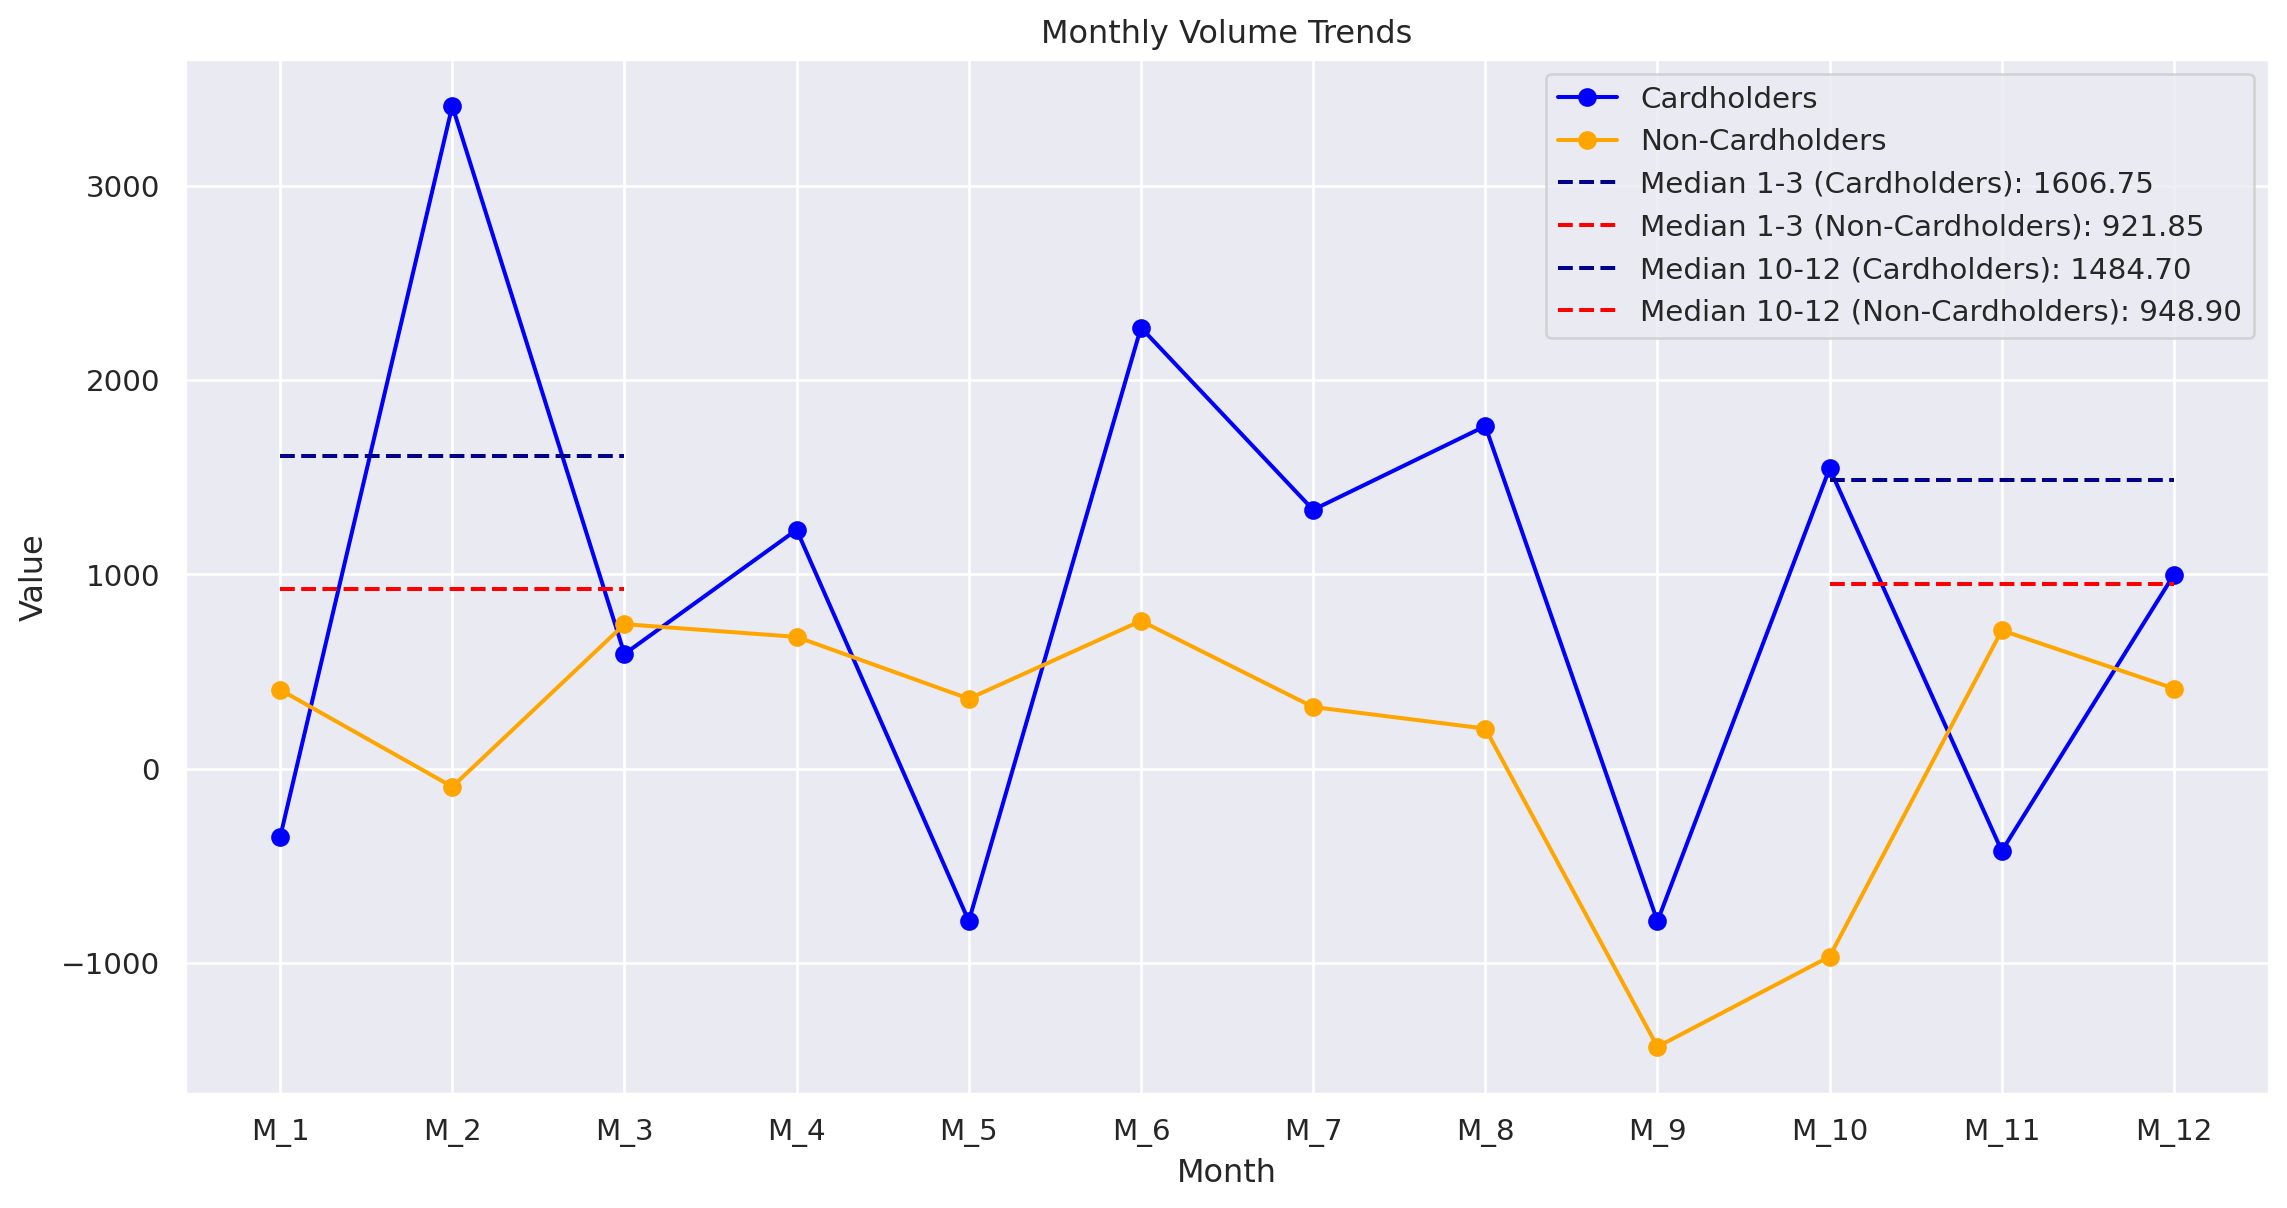 Monthly Volume Trends
Cardholders
Non-Cardholders
Median 1-3 (Cardholders): 1606.75
Median 1-3 (Non-Cardholders): 921.85
Median 10-12 (Cardholders): 1484.70
Median 10-12 (Non-Cardholders): 948.90
Value
3000
2000
1000
0
−1000
M_1 M_2 M_3 M_4 M_5 M_6 M_7 M_8 M_9 M_10 M_11 M_12
Month